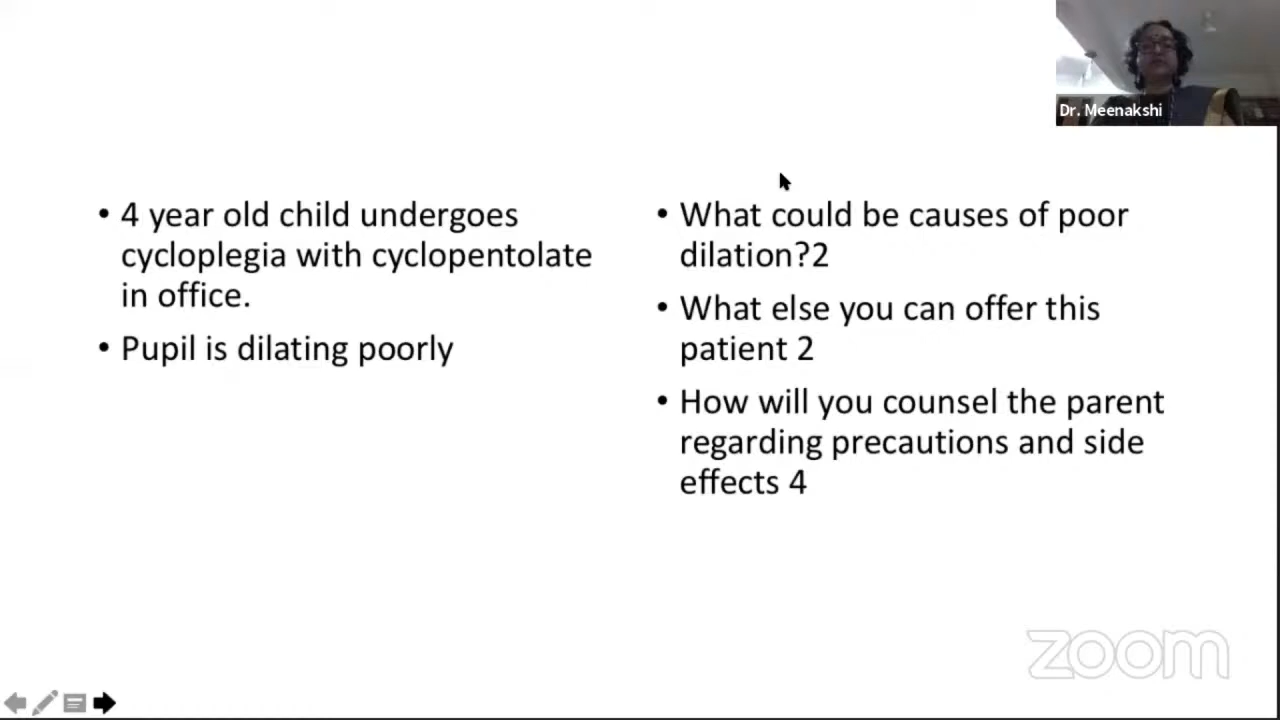 Dr. Meenakshi
• 4 year old child undergoes
cycloplegia with cyclopentolate
in office.
• Pupil is dilating poorly
• What could be causes of poor
dilation?2
• What else you can offer this
patient 2
• How will you counsel the parent
regarding precautions and side
effects 4
zoom